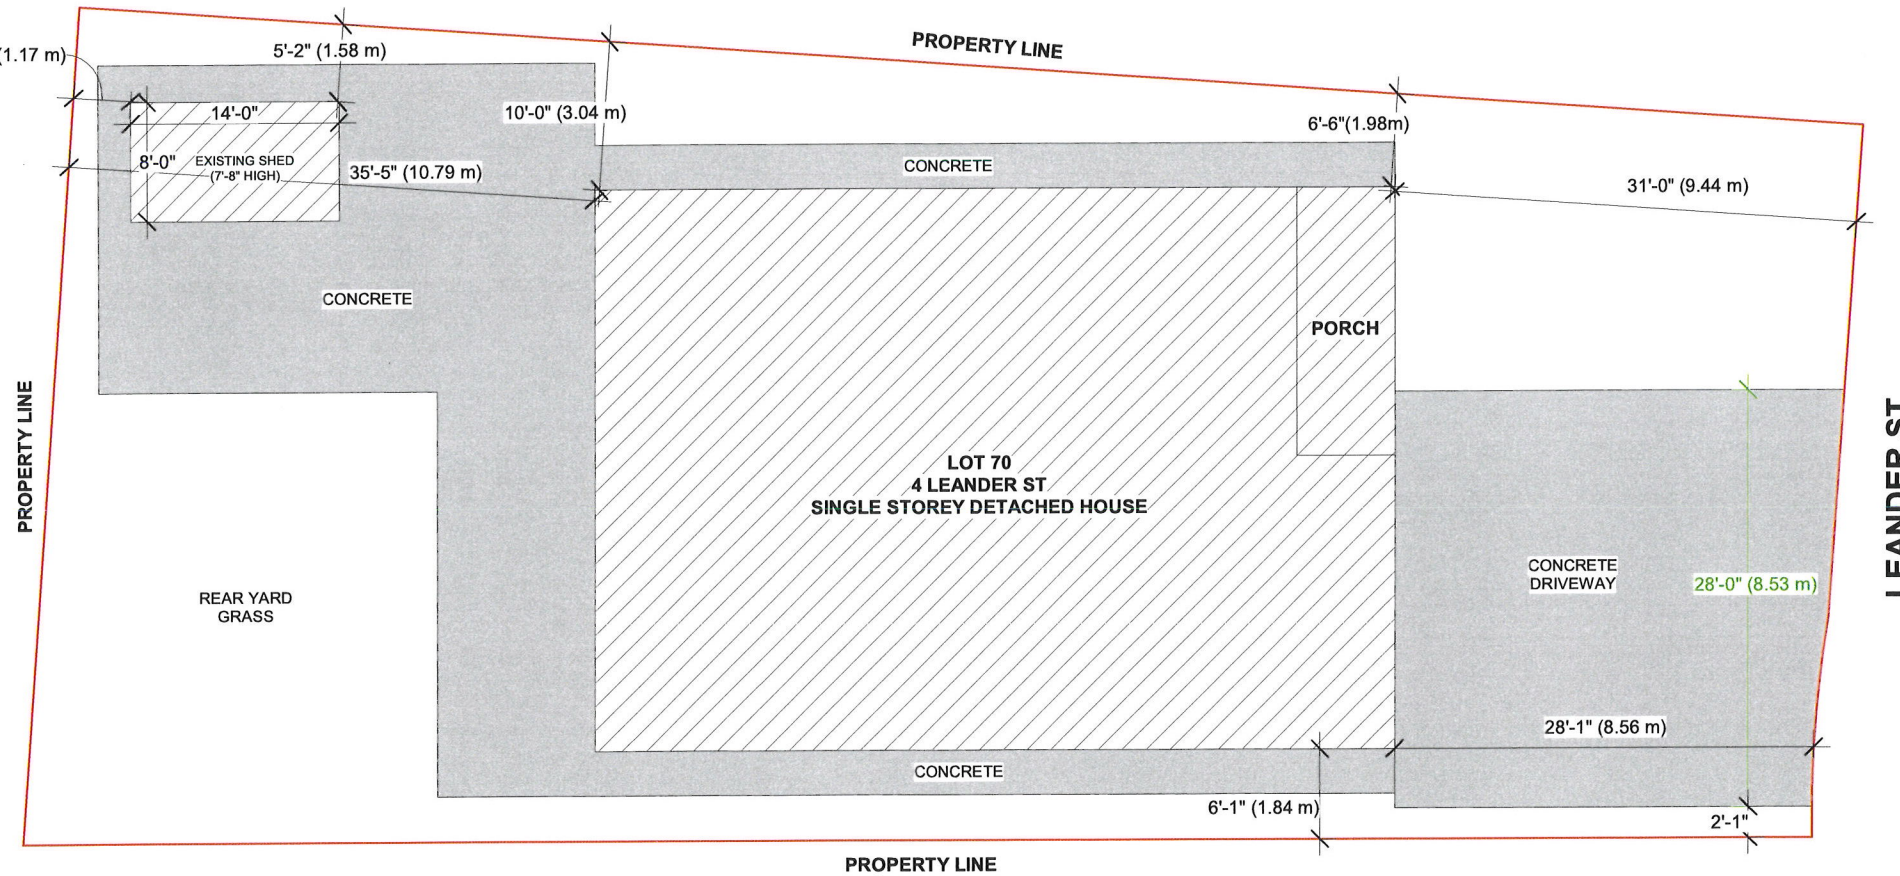 PROPERTY LINE
(1.17 m)
5'-2" (1.58 m)
14'-0"
10'-0" (3.04 m)
6'-6"(1.98m)
8'-0"
EXISTING SHED
(7'-8" HIGH)
35'-5" (10.79 m)
CONCRETE
31'-0" (9.44 m)
CONCRETE
PORCH
PROPERTY LINE
LOT 70
4 LEANDER ST
SINGLE STOREY DETACHED HOUSE
LEANDER ST
CONCRETE
DRIVEWAY
28'-0" (8.53 m)
REAR YARD
GRASS
28'-1" (8.56 m)
CONCRETE
6'-1" (1.84 m)
2'-1"
PROPERTY LINE